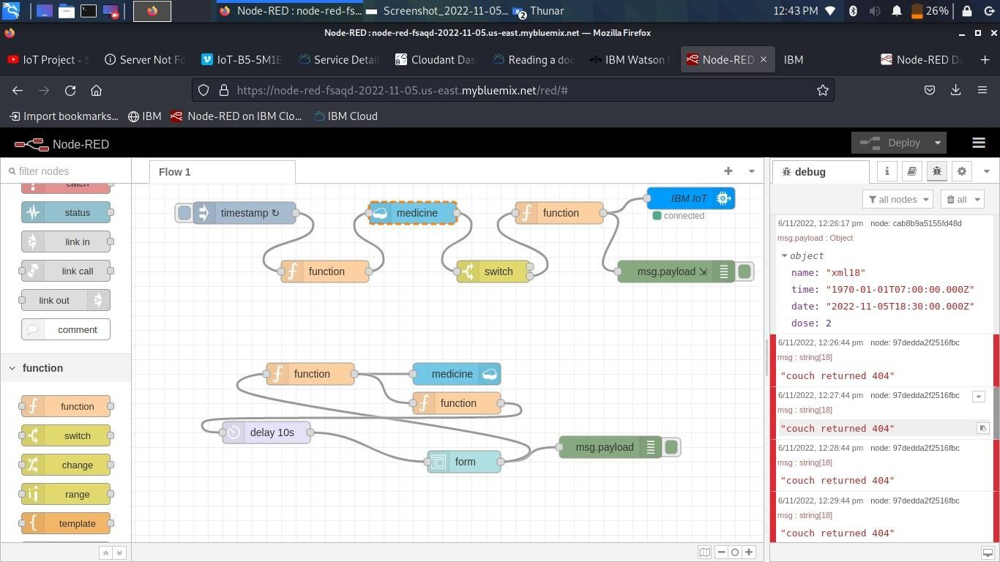 Node-RED : node-red-fs...
Screenshot_2022-11-05...
2
Thunar
12:43 PM
26%
Node-RED : node-red-fsaqd-2022-11-05.us-east.mybluemix.net — Mozilla Firefox
IoT Project - S
Server Not Fo
IoT-B5-5M1E
Service Detail
Cloudant Das
Reading a doc
IBM Watson I
Node-RED
IBM
Node-RED Da
https://node-red-fsaqd-2022-11-05.us-east.mybluemix.net/red/#
Import bookmarks...
IBM
Node-RED on IBM Clo...
IBM Cloud
Node-RED
Deploy
filter nodes
Flow 1
debug
all nodes
all
catch
status
link in
link call
link out
comment
function
function
switch
change
range
template
timestamp ↻
medicine
function
IBM IoT
connected
function
switch
msg.payload
function
medicine
function
delay 10s
form
msg.payload
6/11/2022, 12:26:17 pm node: cab8b9a5155fd48d
msg.payload : Object
object
name: "xml18"
time: "1970-01-01T07:00:00.000Z"
date: "2022-11-05T18:30:00.000Z"
dose: 2
6/11/2022, 12:26:44 pm node: 97dedda2f2516fbc
msg : string[18]
"couch returned 404"
6/11/2022, 12:27:44 pm node: 97dedda2f2516fbc
msg : string[18]
"couch returned 404"
6/11/2022, 12:28:44 pm node: 97dedda2f2516fbc
msg : string[18]
"couch returned 404"
6/11/2022, 12:29:44 pm node: 97dedda2f2516fbc
msg : string[18]
"couch returned 404"